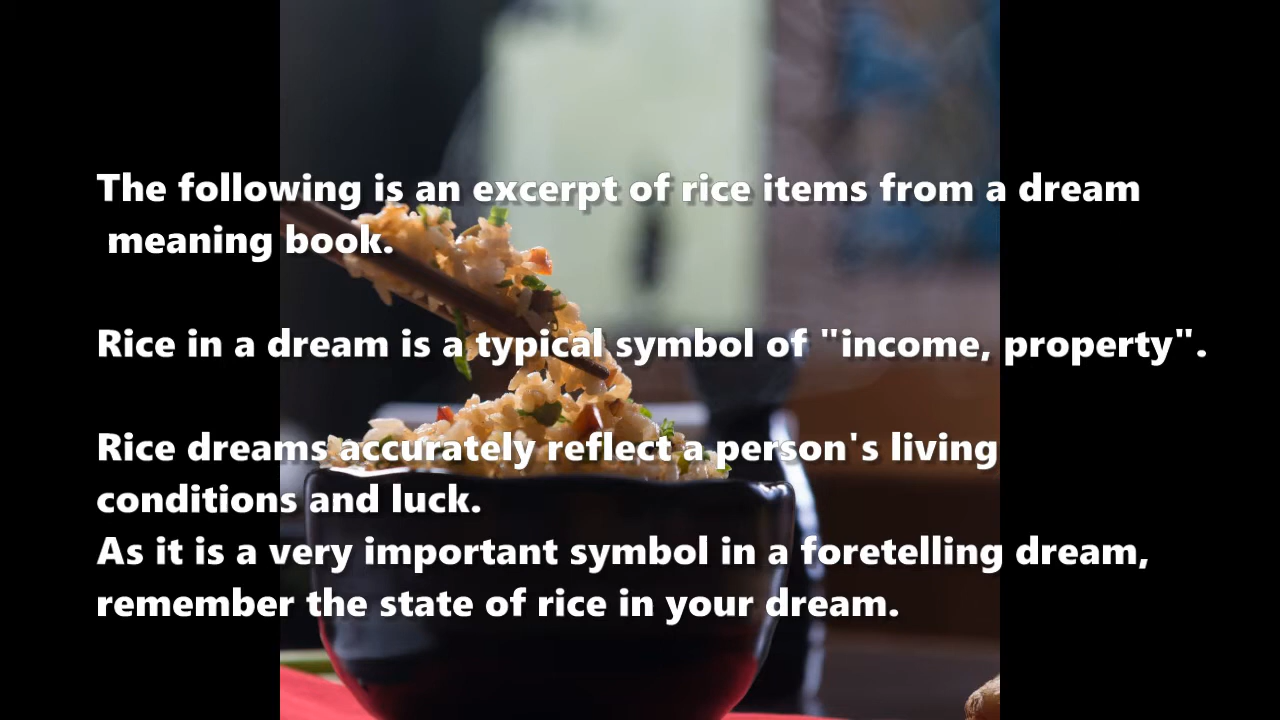 The following is an excerpt of rice items from a dream
meaning book.
Rice in a dream is a typical symbol of "income, property".
Rice dreams accurately reflect a person's living
conditions and luck.
As it is a very important symbol in a foretelling dream,
remember the state of rice in your dream.